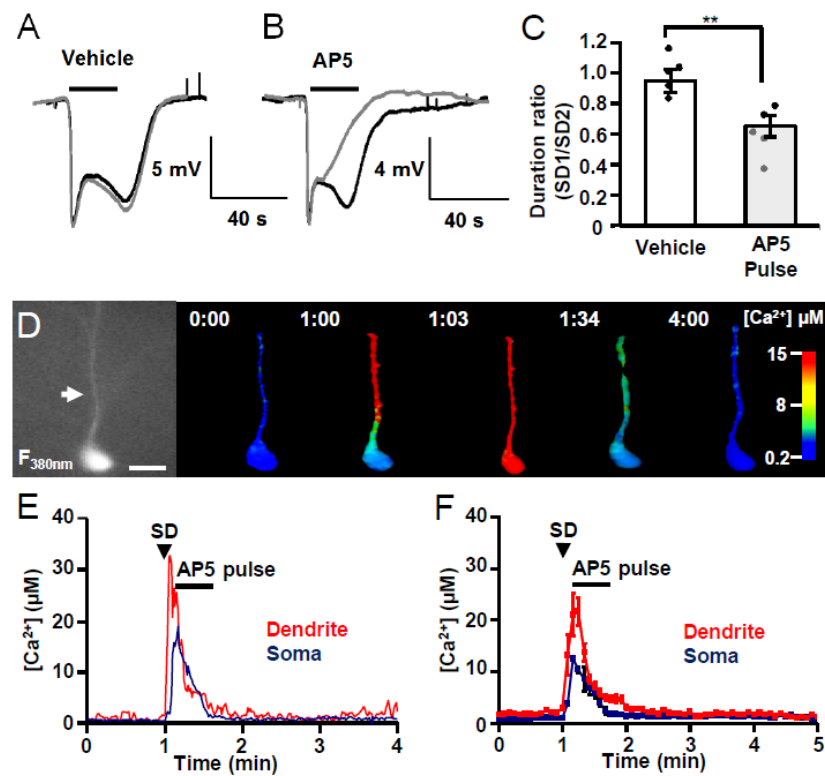 A
Vehicle
5 mV
40 s
B
AP5
4 mV
40 s
C
**
Duration ratio
(SD1/SD2)
1.2
1.0
0.8
0.6
0.4
0.2
0
Vehicle
AP5
Pulse
D
F380nm
0:00
1:00
1:03
1:34
4:00
[Ca²⁺] µM
15
8
0.2
E
[Ca²⁺] (µM)
40
30
20
10
0
SD
AP5 pulse
Dendrite
Soma
0 1 2 3 4
Time (min)
F
[Ca²⁺] (µM)
40
30
20
10
0
SD
AP5 pulse
Dendrite
Soma
0 1 2 3 4 5
Time (min)